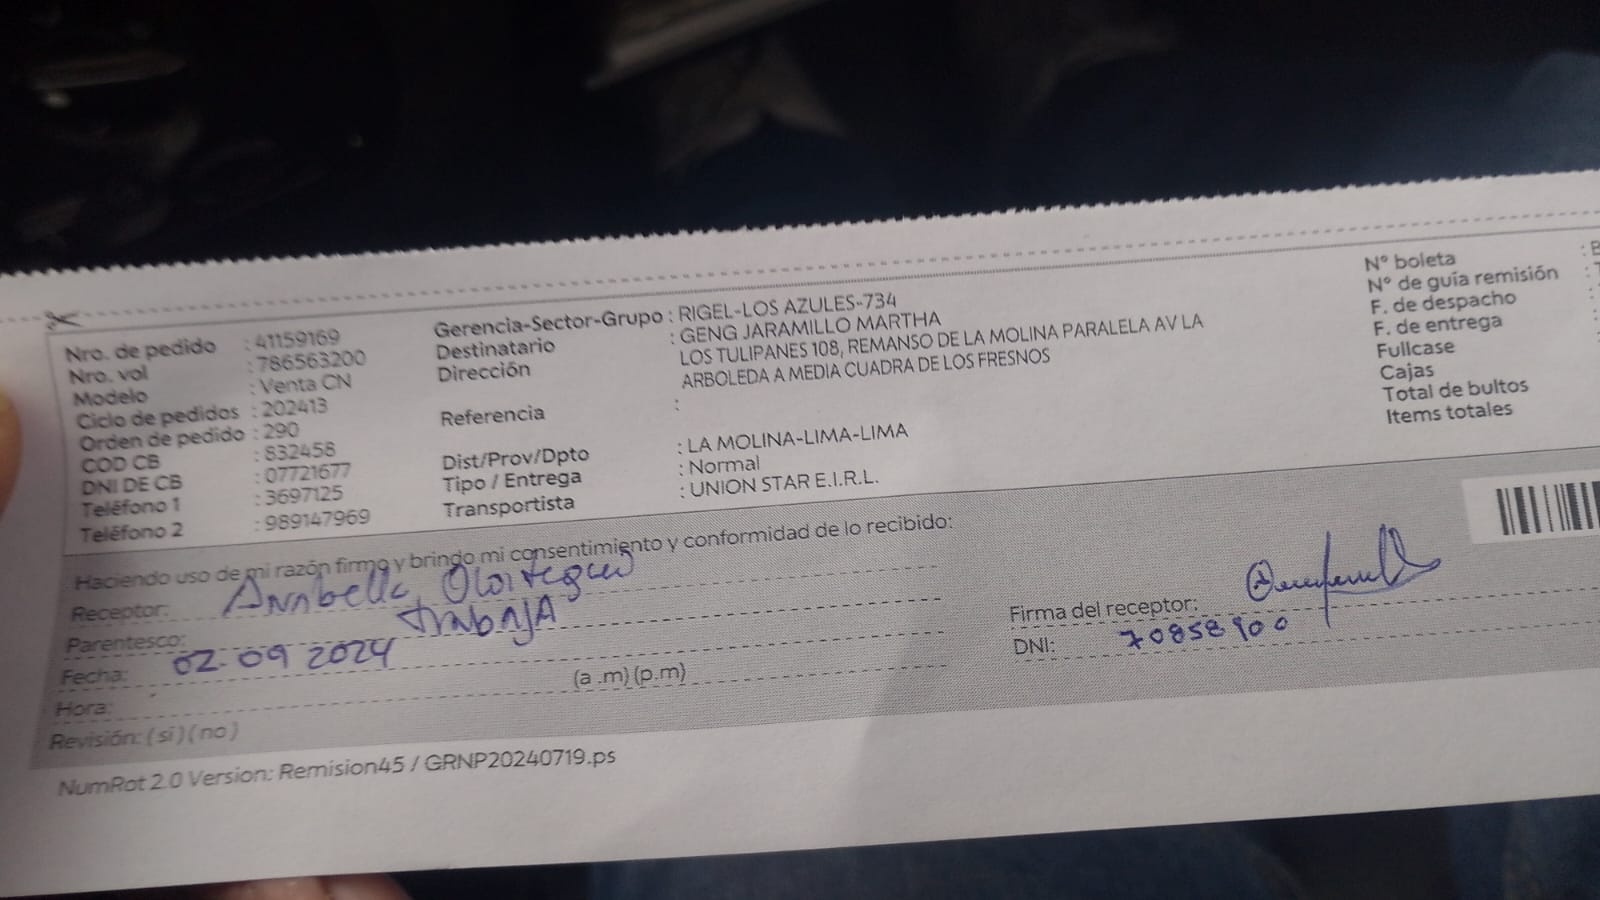 Nro. de pedido : 41159169
Nro. vol : 786563200
Modelo : Venta CN
Ciclo de pedidos : 202413
Orden de pedido : 290
COD CB : 832458
DNI DE CB : 07721677
Teléfono 1 : 3697125
Teléfono 2 : 989147969
Gerencia-Sector-Grupo : RIGEL-LOS AZULES-734
Destinatario : GENG JARAMILLO MARTHA
Dirección LOS TULIPANES 108, REMANSO DE LA MOLINA PARALELA AV LA
ARBOLEDA A MEDIA CUADRA DE LOS FRESNOS
Referencia :
Dist/Prov/Dpto : LA MOLINA-LIMA-LIMA
Tipo / Entrega : Normal
Transportista : UNION STAR E.I.R.L.
N° boleta : B
N° de guía remisión :
F. de despacho :
F. de entrega :
Fullcase
Cajas
Total de bultos
Items totales
Haciendo uso de mi razón firmo y brindo mi consentimiento y conformidad de lo recibido:
Receptor: Anabella
Parentesco: trabaja
Fecha: 02 09 2024
Hora: (a .m) (p.m)
Revisión: ( si ) ( no )
Firma del receptor:
DNI: 70858900
NumRot 2.0 Version: Remision45 / GRNP20240719.ps